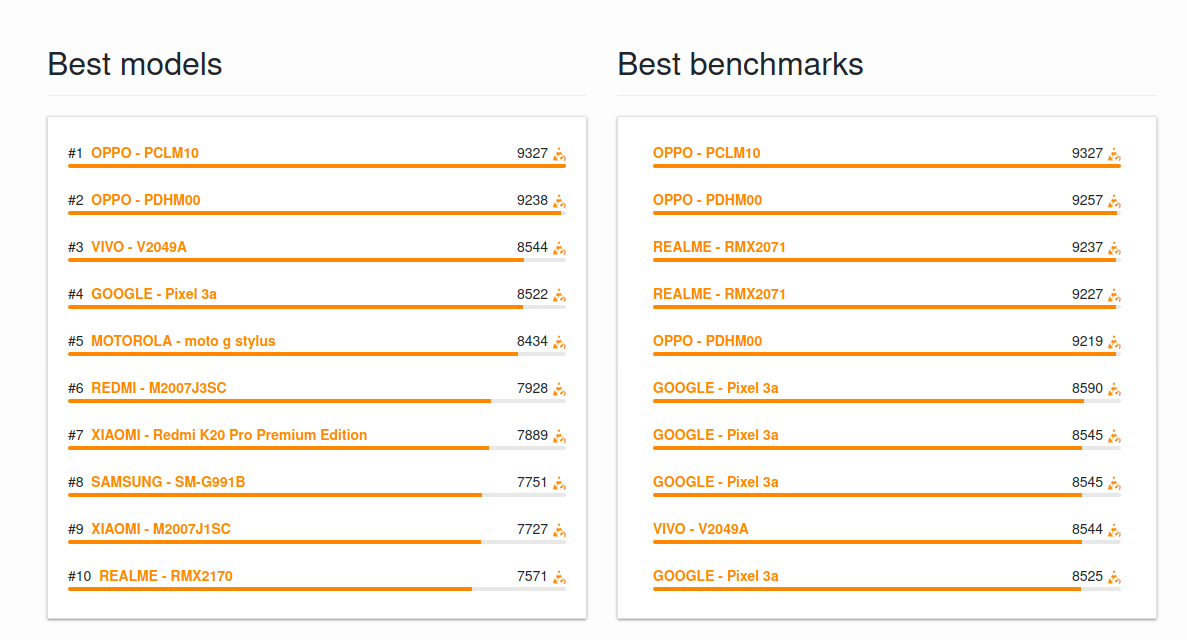 Best models
#1 OPPO - PCLM10 9327
#2 OPPO - PDHM00 9238
#3 VIVO - V2049A 8544
#4 GOOGLE - Pixel 3a 8522
#5 MOTOROLA - moto g stylus 8434
#6 REDMI - M2007J3SC 7928
#7 XIAOMI - Redmi K20 Pro Premium Edition 7889
#8 SAMSUNG - SM-G991B 7751
#9 XIAOMI - M2007J1SC 7727
#10 REALME - RMX2170 7571
Best benchmarks
OPPO - PCLM10 9327
OPPO - PDHM00 9257
REALME - RMX2071 9237
REALME - RMX2071 9227
OPPO - PDHM00 9219
GOOGLE - Pixel 3a 8590
GOOGLE - Pixel 3a 8545
GOOGLE - Pixel 3a 8545
VIVO - V2049A 8544
GOOGLE - Pixel 3a 8525